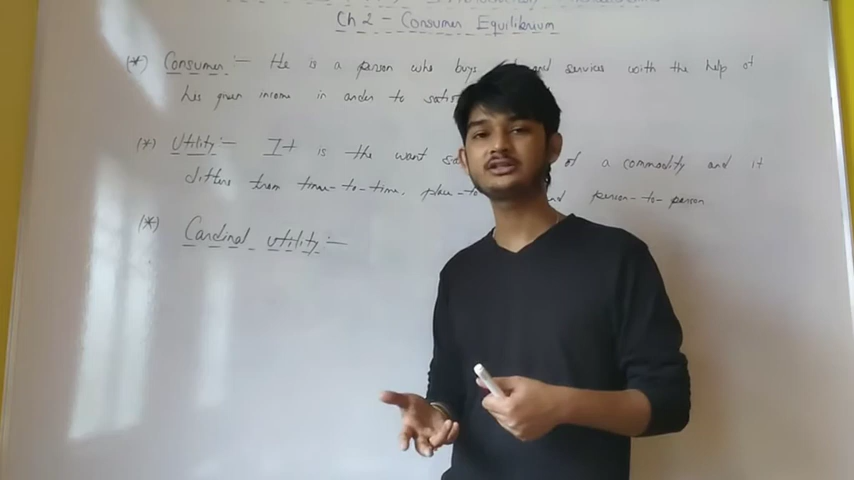 Ch 2 - Consumer Equilibrium
(*) Consumer :- He is a person who buys and services with the help of
his given income in order to
(*) Utility :- It is the want of a commodity and it
differs from time-to-time, place-to person-to-person
(*) Cardinal utility :-